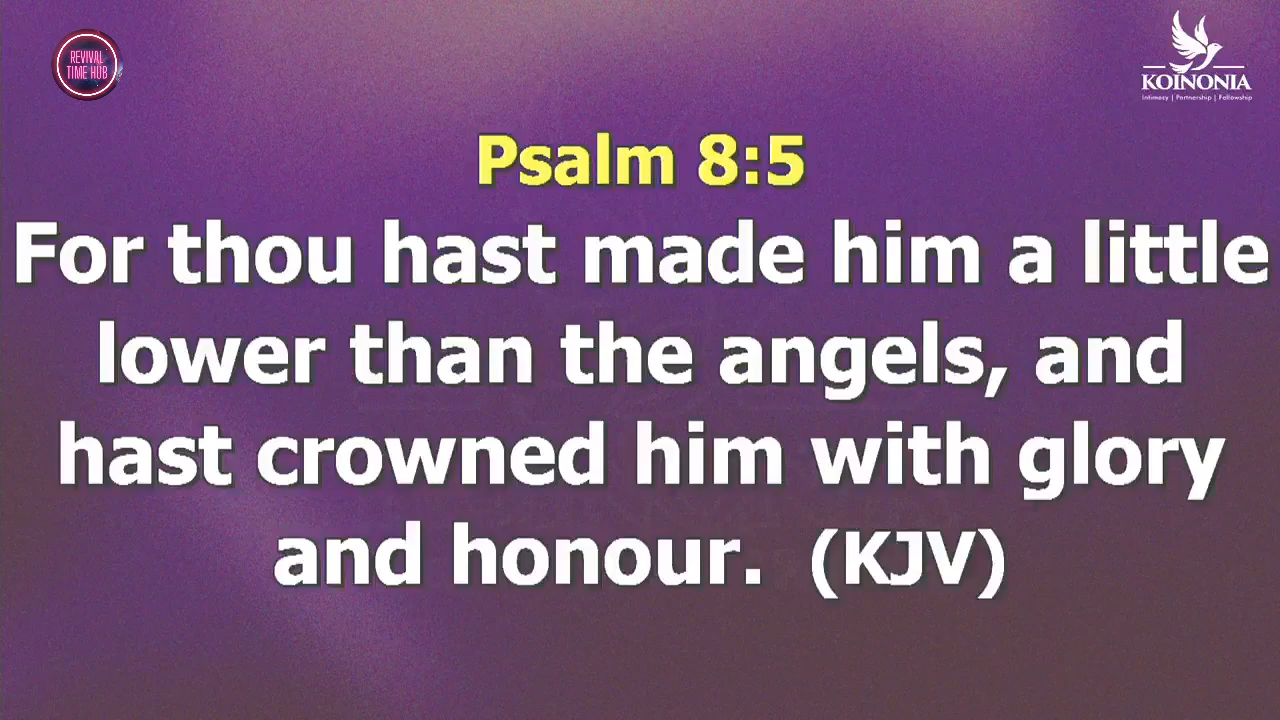 REVIVAL
TIME HUB
KOINONIA
Intimacy | Partnership | Fellowship
Psalm 8:5
For thou hast made him a little
lower than the angels, and
hast crowned him with glory
and honour.  (KJV)